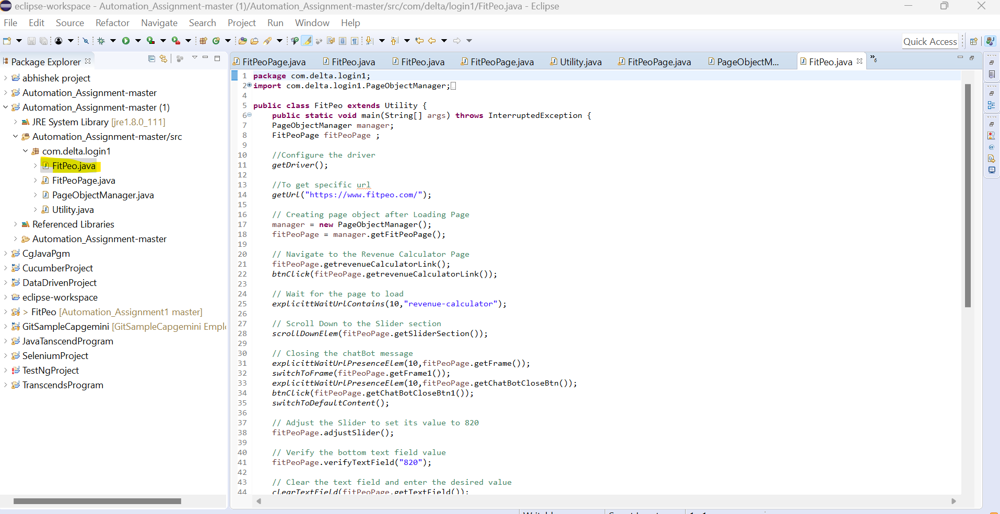 eclipse-workspace - Automation_Assignment-master (1)/Automation_Assignment-master/src/com/delta/login1/FitPeo.java - Eclipse
File Edit Source Refactor Navigate Search Project Run Window Help
Quick Access
Package Explorer
abhishek project
Automation_Assignment-master
Automation_Assignment-master (1)
JRE System Library [jre1.8.0_111]
Automation_Assignment-master/src
com.delta.login1
FitPeo.java
FitPeoPage.java
PageObjectManager.java
Utility.java
Referenced Libraries
Automation_Assignment-master
CgJavaPgm
CucumberProject
DataDrivenProject
eclipse-workspace
> FitPeo [Automation_Assignment1 master]
GitSampleCapgemini [GitSampleCapgemini Empl
JavaTanscendProgram
SeleniumProject
TestNgProject
TranscendsProgram
FitPeoPage.java FitPeo.java FitPeo.java FitPeoPage.java Utility.java FitPeoPage.java PageObjectM... FitPeo.java »6
1 package com.delta.login1;
2 import com.delta.login1.PageObjectManager;
4
5 public class FitPeo extends Utility {
6 public static void main(String[] args) throws InterruptedException {
7 PageObjectManager manager;
8 FitPeoPage fitPeoPage ;
9
10 //Configure the driver
11 getDriver();
12
13 //To get specific url
14 getUrl("https://www.fitpeo.com/");
15
16 // Creating page object after Loading Page
17 manager = new PageObjectManager();
18 fitPeoPage = manager.getFitPeoPage();
19
20 // Navigate to the Revenue Calculator Page
21 fitPeoPage.getrevenueCalculatorLink();
22 btnClick(fitPeoPage.getrevenueCalculatorLink());
23
24 // Wait for the page to load
25 explicittWaitUrlContains(10,"revenue-calculator");
26
27 // Scroll Down to the Slider section
28 scrollDownElem(fitPeoPage.getSliderSection());
29
30 // Closing the chatBot message
31 explicittWaitUrlPresenceElem(10,fitPeoPage.getFrame());
32 switchToFrame(fitPeoPage.getFrame1());
33 explicittWaitUrlPresenceElem(10,fitPeoPage.getChatBotCloseBtn());
34 btnClick(fitPeoPage.getChatBotCloseBtn1());
35 switchToDefaultContent();
36
37 // Adjust the Slider to set its value to 820
38 fitPeoPage.adjustSlider();
39
40 // Verify the bottom text field value
41 fitPeoPage.verifyTextField("820");
42
43 // Clear the text field and enter the desired value
44 clearTextField(fitPeoPage.getTextField());